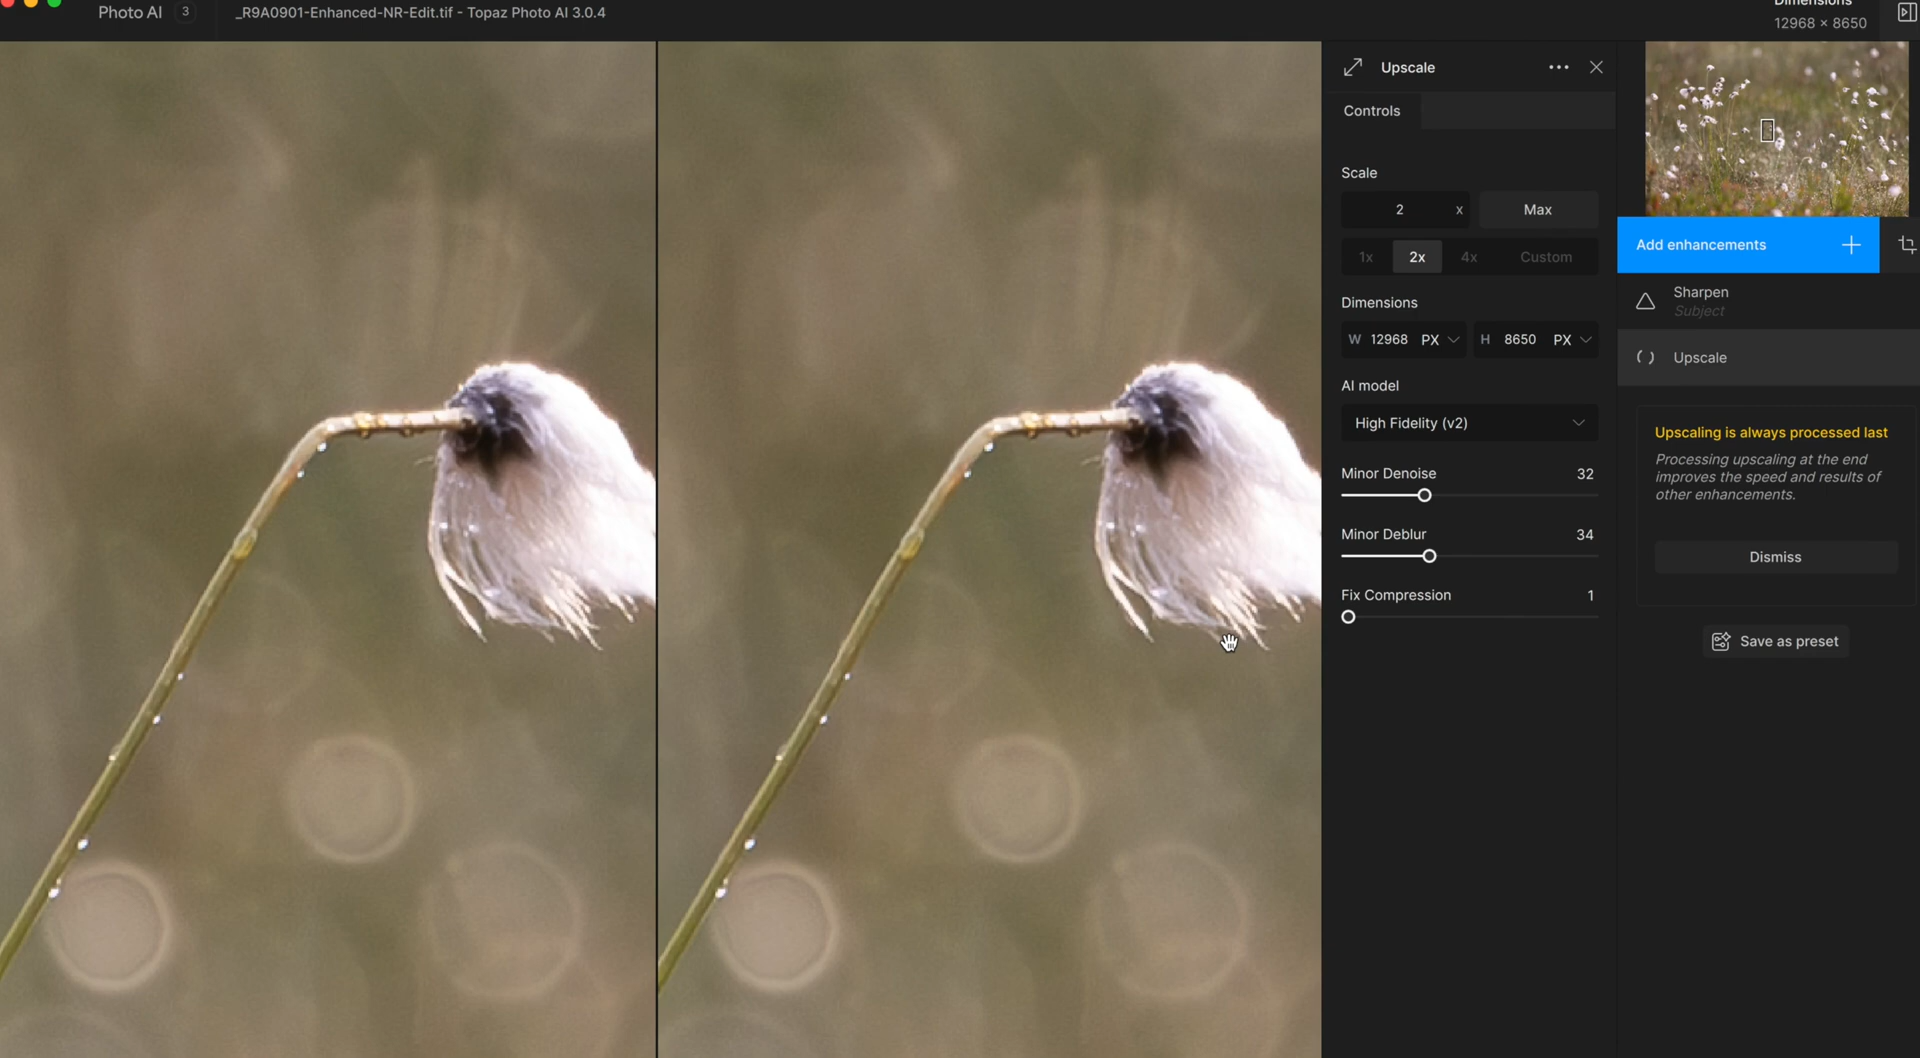 Photo AI 3 _R9A0901-Enhanced-NR-Edit.tif - Topaz Photo AI 3.0.4
Dimensions
12968 × 8650
Upscale
Controls
Scale
2 x Max
1x 2x 4x Custom
Dimensions
W 12968 PX H 8650 PX
AI model
High Fidelity (v2)
Minor Denoise 32
Minor Deblur 34
Fix Compression 1
Add enhancements
Sharpen
Subject
Upscale
Upscaling is always processed last
Processing upscaling at the end
improves the speed and results of
other enhancements.
Dismiss
Save as preset